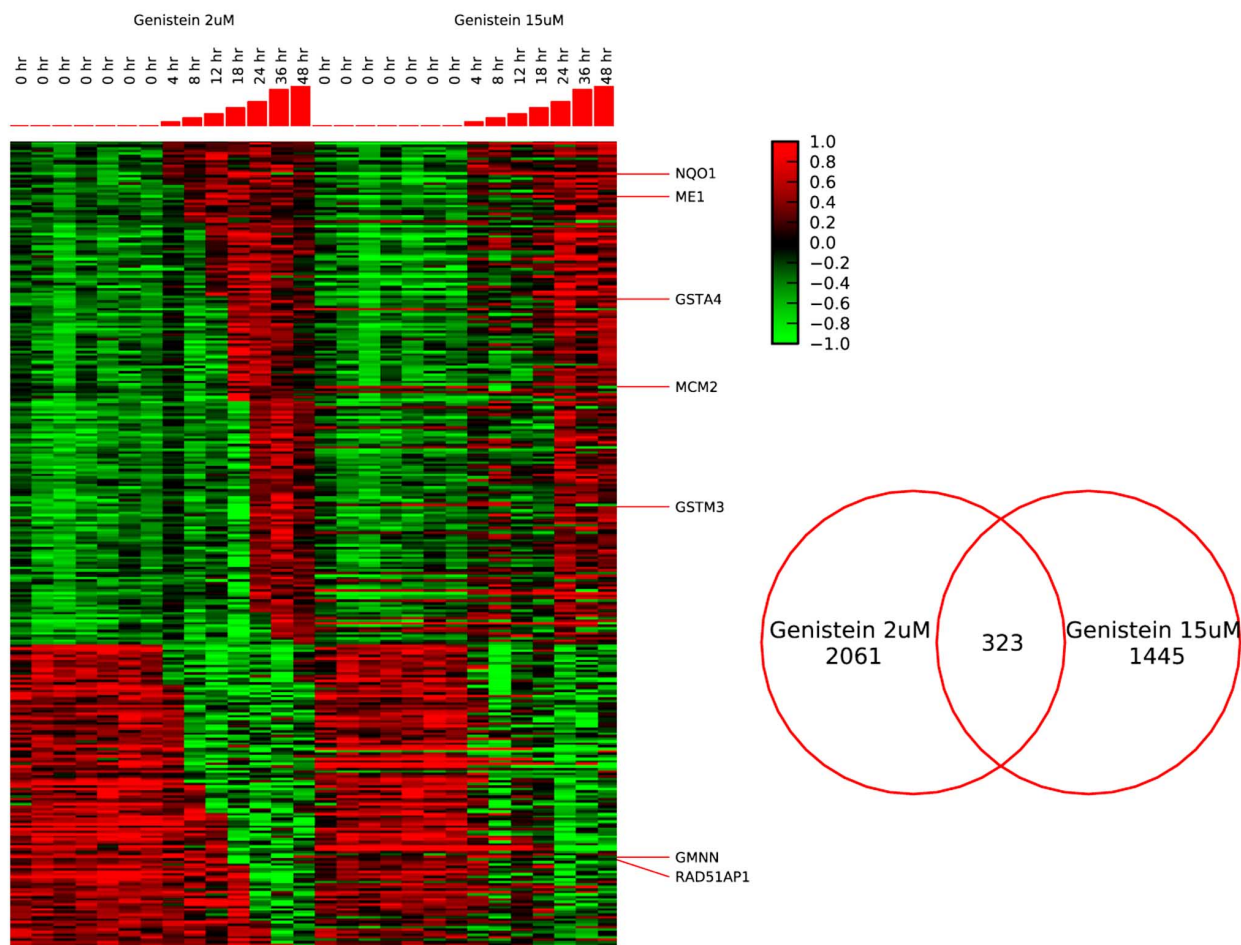 Genistein 2uM
Genistein 15uM
0 hr 0 hr 0 hr 0 hr 0 hr 0 hr 0 hr 4 hr 8 hr 12 hr 18 hr 24 hr 36 hr 48 hr 0 hr 0 hr 0 hr 0 hr 0 hr 0 hr 0 hr 4 hr 8 hr 12 hr 18 hr 24 hr 36 hr 48 hr
NQO1
ME1
GSTA4
MCM2
GSTM3
GMNN
RAD51AP1
1.0
0.8
0.6
0.4
0.2
0.0
−0.2
−0.4
−0.6
−0.8
−1.0
Genistein 2uM
2061
323
Genistein 15uM
1445